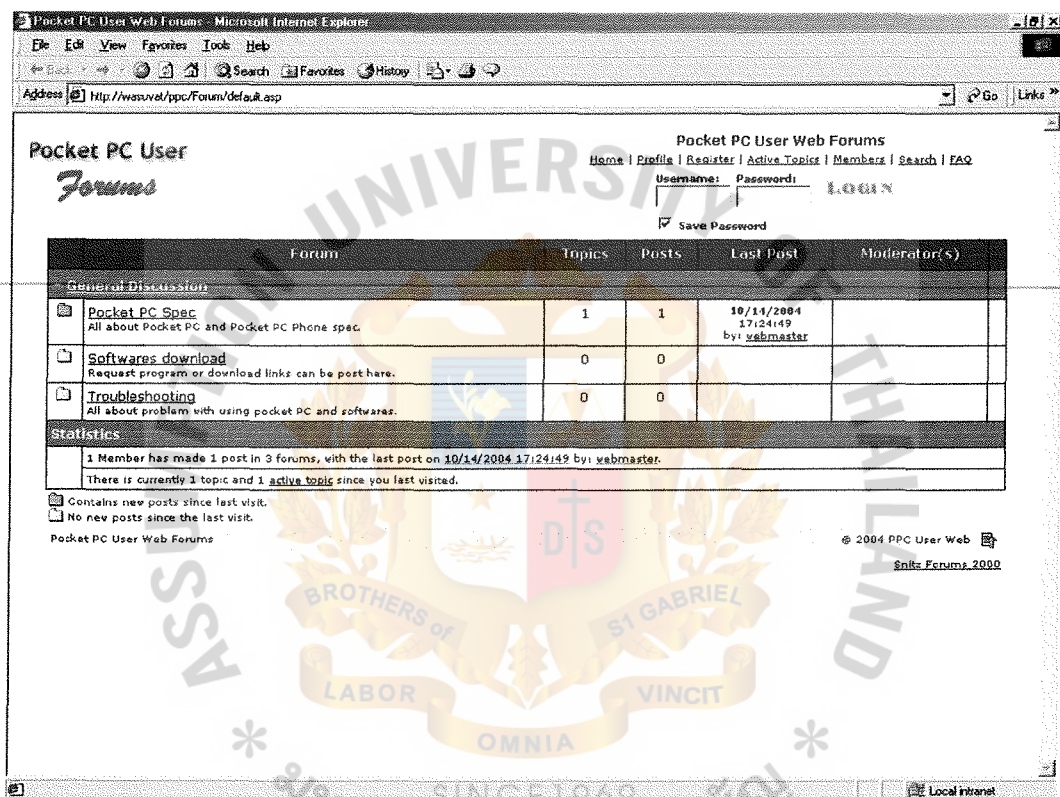 Pocket PC User Web Forums - Microsoft Internet Explorer
File Edit View Favorites Tools Help
Back Search Favorites History
Address http://wasuvat/ppc/Forum/default.asp Go Links »
Pocket PC User
Forums
Pocket PC User Web Forums
Home | Profile | Register | Active Topics | Members | Search | FAQ
Username: Password: LOGIN
Save Password
Forum Topics Posts Last Post Moderator(s)
General Discussion
Pocket PC Spec 1 1 10/14/2004
All about Pocket PC and Pocket PC Phone spec. 17:24:49
by: webmaster
Softwares download 0 0
Request program or download links can be post here.
Troubleshooting 0 0
All about problem with using pocket PC and softwares.
Statistics
1 Member has made 1 post in 3 forums, with the last post on 10/14/2004 17:24:49 by: webmaster.
There is currently 1 topic and 1 active topic since you last visited.
Contains new posts since last visit.
No new posts since the last visit.
Pocket PC User Web Forums © 2004 PPC User Web
Snitz Forums 2000
Local intranet
ASSUMPTION UNIVERSITY OF THAILAND
D S
BROTHERS OF ST GABRIEL
LABOR
OMNIA
VINCIT
SINCE 1969